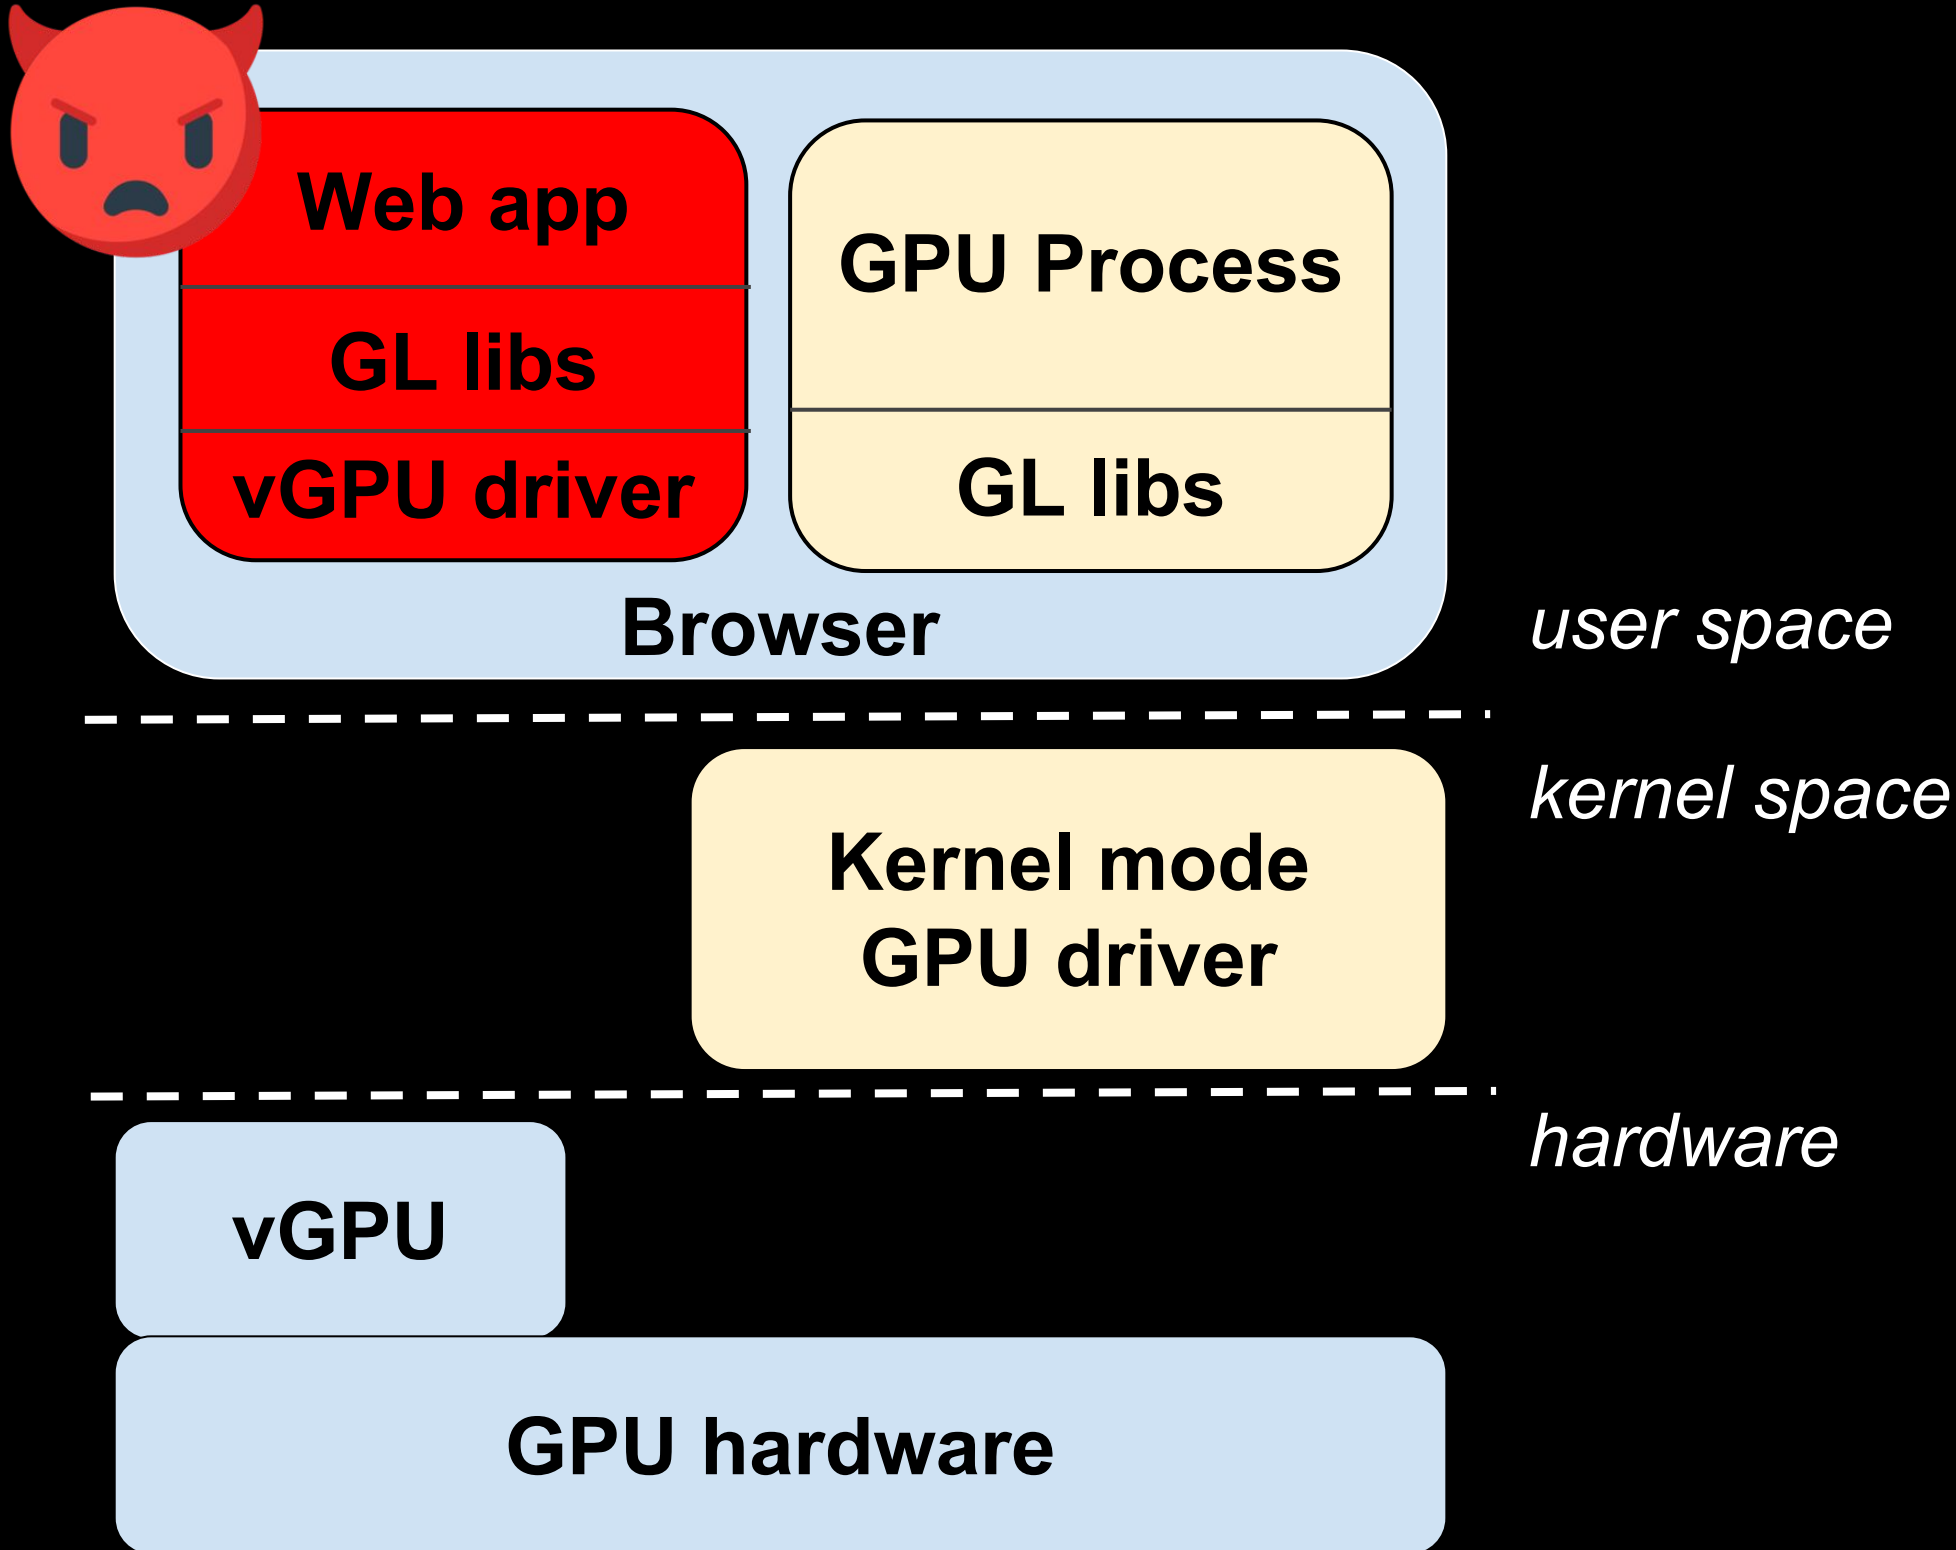 Web app
GL libs
vGPU driver
GPU Process
GL libs
Browser
user space
kernel space
Kernel mode
GPU driver
hardware
vGPU
GPU hardware